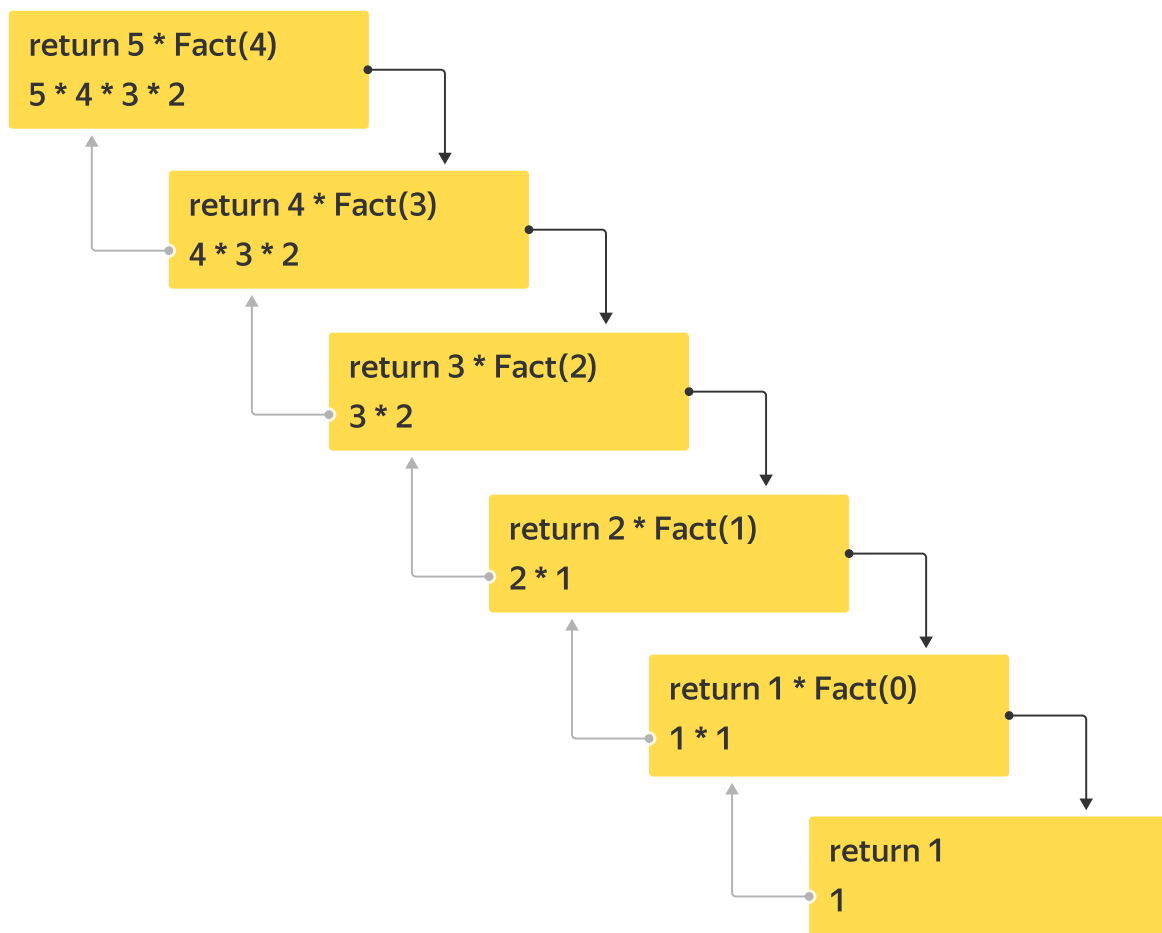 return 5 * Fact(4)
5 * 4 * 3 * 2
return 4 * Fact(3)
4 * 3 * 2
return 3 * Fact(2)
3 * 2
return 2 * Fact(1)
2 * 1
return 1 * Fact(0)
1 * 1
return 1
1